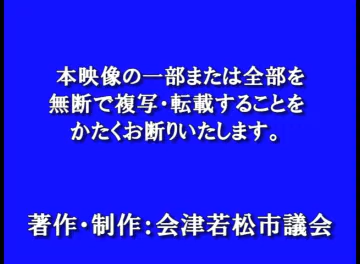 本映像の一部または全部を
無断で複写・転載することを
かたくお断りいたします。
著作・制作：会津若松市議会